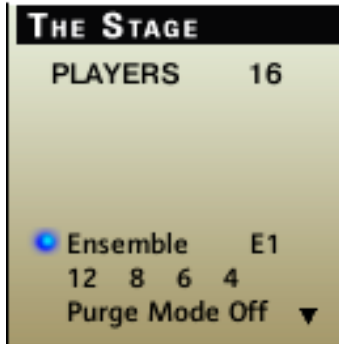 THE STAGE
PLAYERS 16
Ensemble E1
12 8 6 4
Purge Mode Off ▼